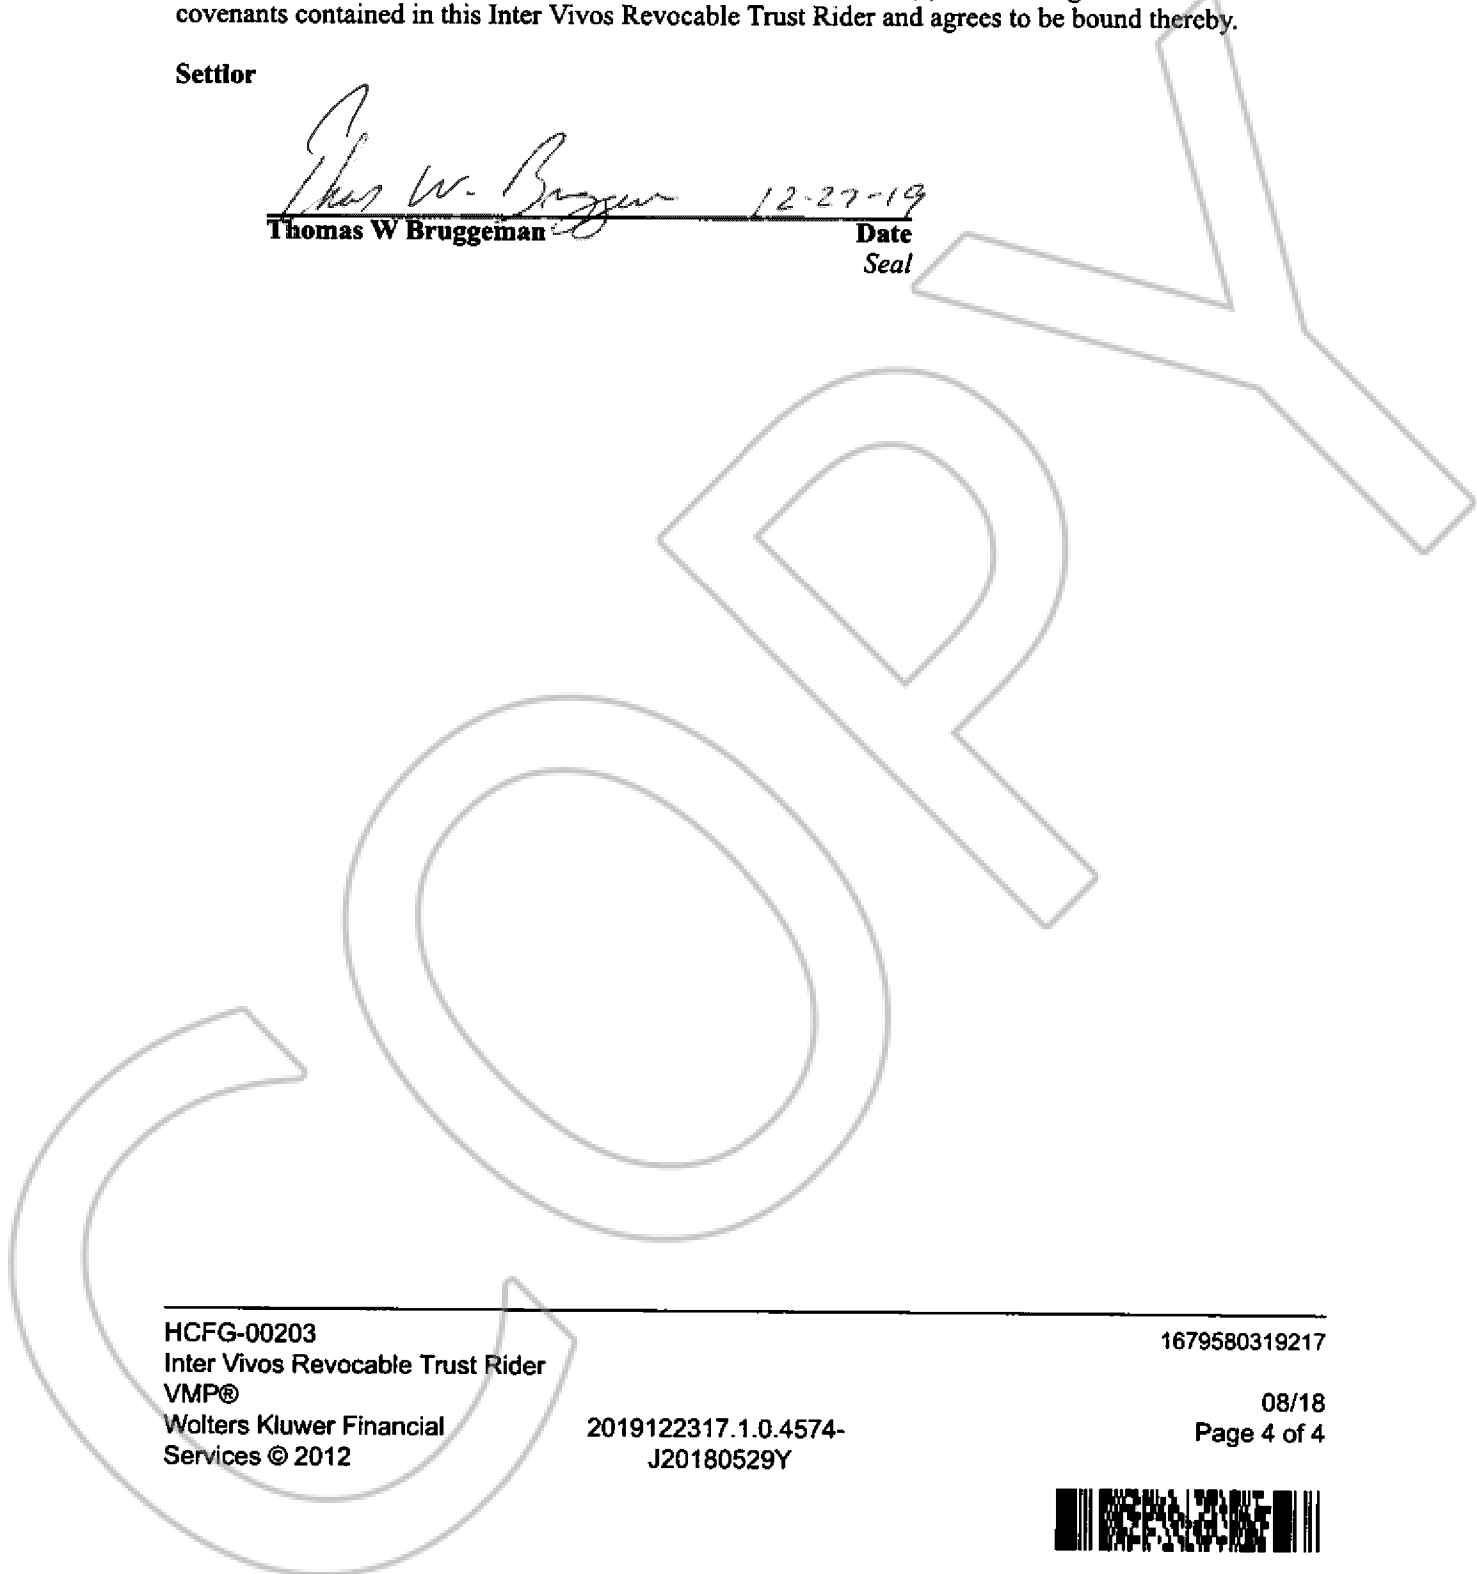 covenants contained in this Inter Vivos Revocable Trust Rider and agrees to be bound thereby.
Settlor
Thomas W. Bruggeman 12-27-19
Thomas W Bruggeman Date
Seal
COPY
HCFG-00203 1679580319217
Inter Vivos Revocable Trust Rider
VMP® 08/18
Wolters Kluwer Financial 2019122317.1.0.4574- Page 4 of 4
Services © 2012 J20180529Y